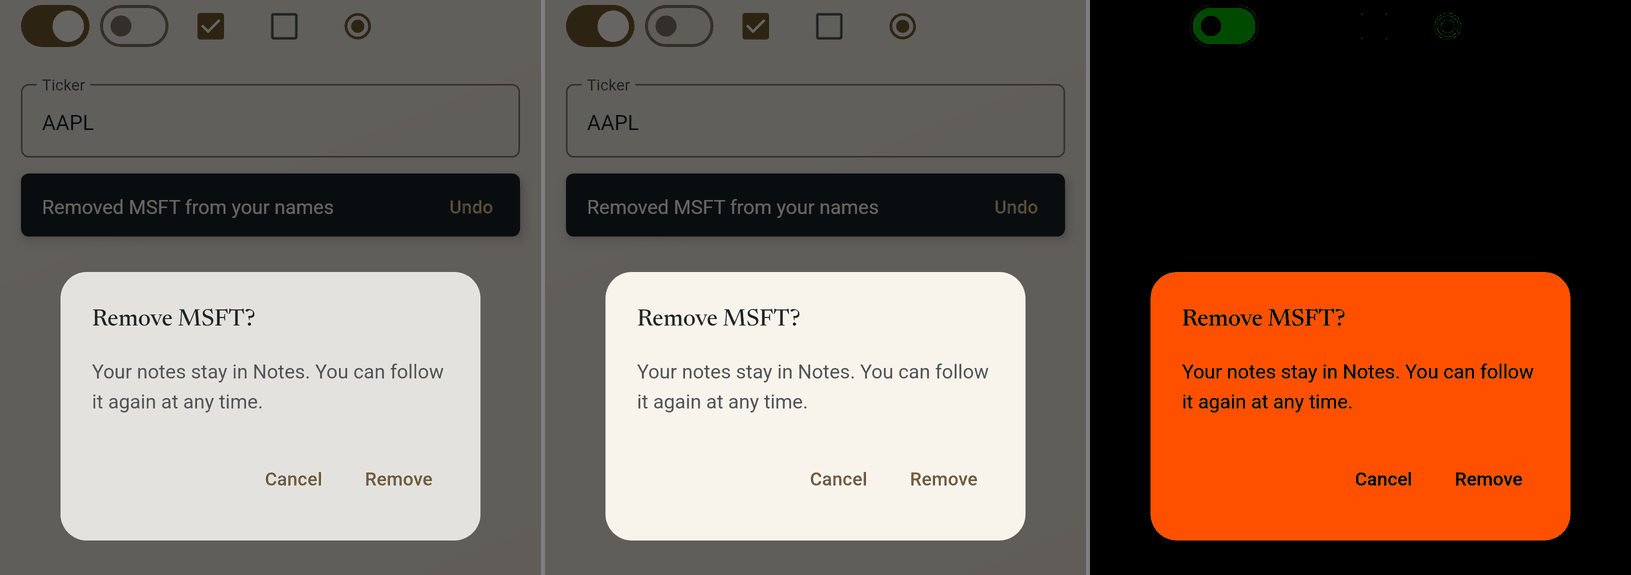 Ticker
AAPL
Removed MSFT from your names Undo
Remove MSFT?
Your notes stay in Notes. You can follow
it again at any time.
Cancel Remove
Ticker
AAPL
Removed MSFT from your names Undo
Remove MSFT?
Your notes stay in Notes. You can follow
it again at any time.
Cancel Remove
Remove MSFT?
Your notes stay in Notes. You can follow
it again at any time.
Cancel Remove